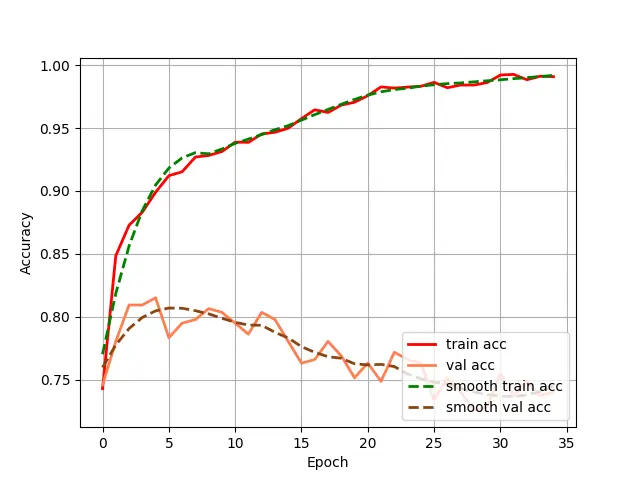 1.00
0.95
0.90
0.85
0.80
0.75
Accuracy
train acc
val acc
smooth train acc
smooth val acc
0 5 10 15 20 25 30 35
Epoch